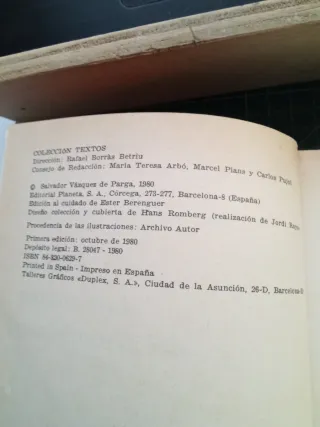 COLECCIÓN TEXTOS
Dirección: Rafael Borràs Betriu
Consejo de Redacción: María Teresa Arbó, Marcel Plans y Carlos Pujol
© Salvador Vázquez de Parga, 1980
Editorial Planeta, S. A., Córcega, 273-277, Barcelona-8 (España)
Edición al cuidado de Ester Berenguer
Diseño colección y cubierta de Hans Romberg (realización de Jordi
Procedencia de las ilustraciones: Archivo Autor
Primera edición: octubre de 1980
Depósito legal: B. 28047 - 1980
ISBN 84-320-0629-7
Printed in Spain - Impreso en España
Talleres Gráficos «Duplex, S. A.», Ciudad de la Asunción, 26-D, Barcelona-